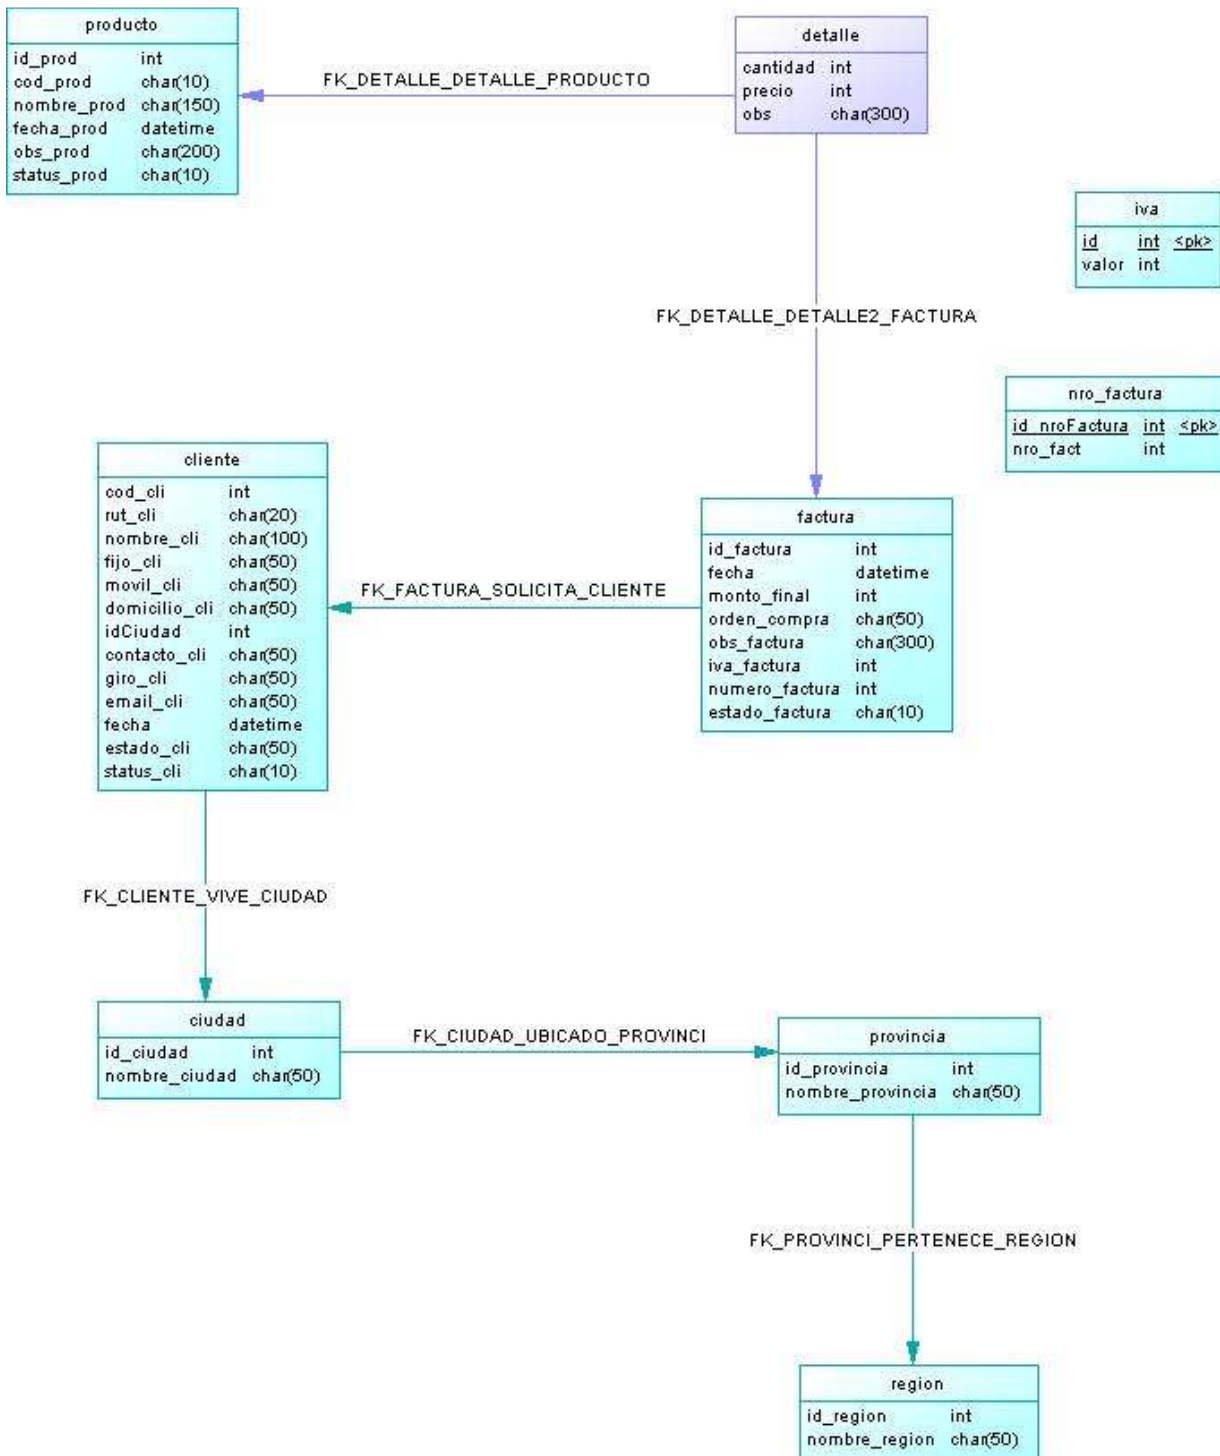 producto
id_prod int
cod_prod char(10)
nombre_prod char(150)
fecha_prod datetime
obs_prod char(200)
status_prod char(10)
FK_DETALLE_DETALLE_PRODUCTO
detalle
cantidad int
precio int
obs char(300)
iva
id int <pk>
valor int
FK_DETALLE_DETALLE2_FACTURA
nro_factura
id_nroFactura int <pk>
nro_fact int
cliente
cod_cli int
rut_cli char(20)
nombre_cli char(100)
fijo_cli char(50)
movil_cli char(50)
domicilio_cli char(50)
idCiudad int
contacto_cli char(50)
giro_cli char(50)
email_cli char(50)
fecha datetime
estado_cli char(50)
status_cli char(10)
FK_FACTURA_SOLICITA_CLIENTE
factura
id_factura int
fecha datetime
monto_final int
orden_compra char(50)
obs_factura char(300)
iva_factura int
numero_factura int
estado_factura char(10)
FK_CLIENTE_VIVE_CIUDAD
ciudad
id_ciudad int
nombre_ciudad char(50)
FK_CIUDAD_UBICADO_PROVINCI
provincia
id_provincia int
nombre_provincia char(50)
FK_PROVINCI_PERTENECE_REGION
region
id_region int
nombre_region char(50)